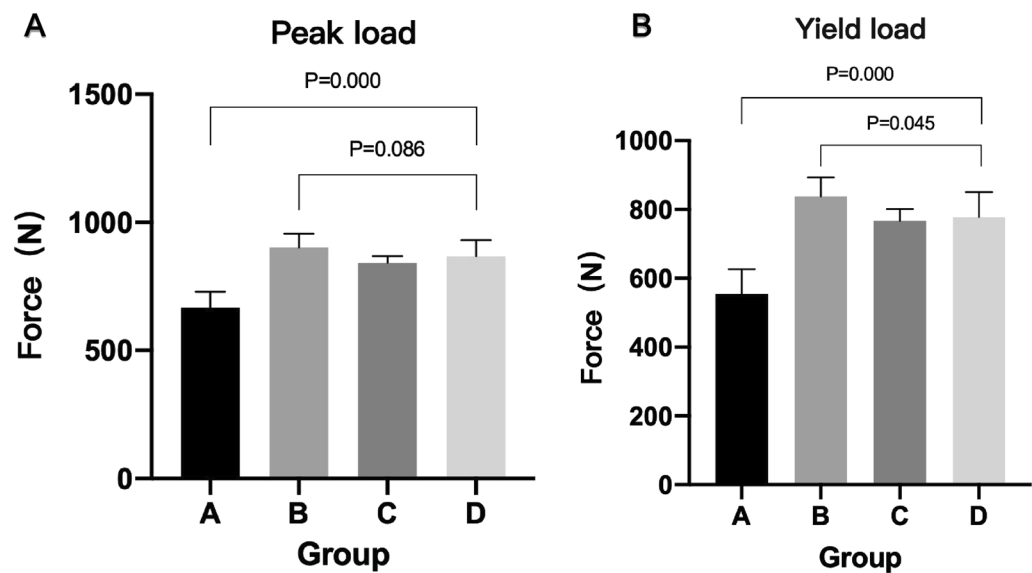 A
Peak load
P=0.000
P=0.086
1500
1000
500
0
Force (N)
A B C D
Group
B
Yield load
P=0.000
P=0.045
1000
800
600
400
200
0
Force (N)
A B C D
Group